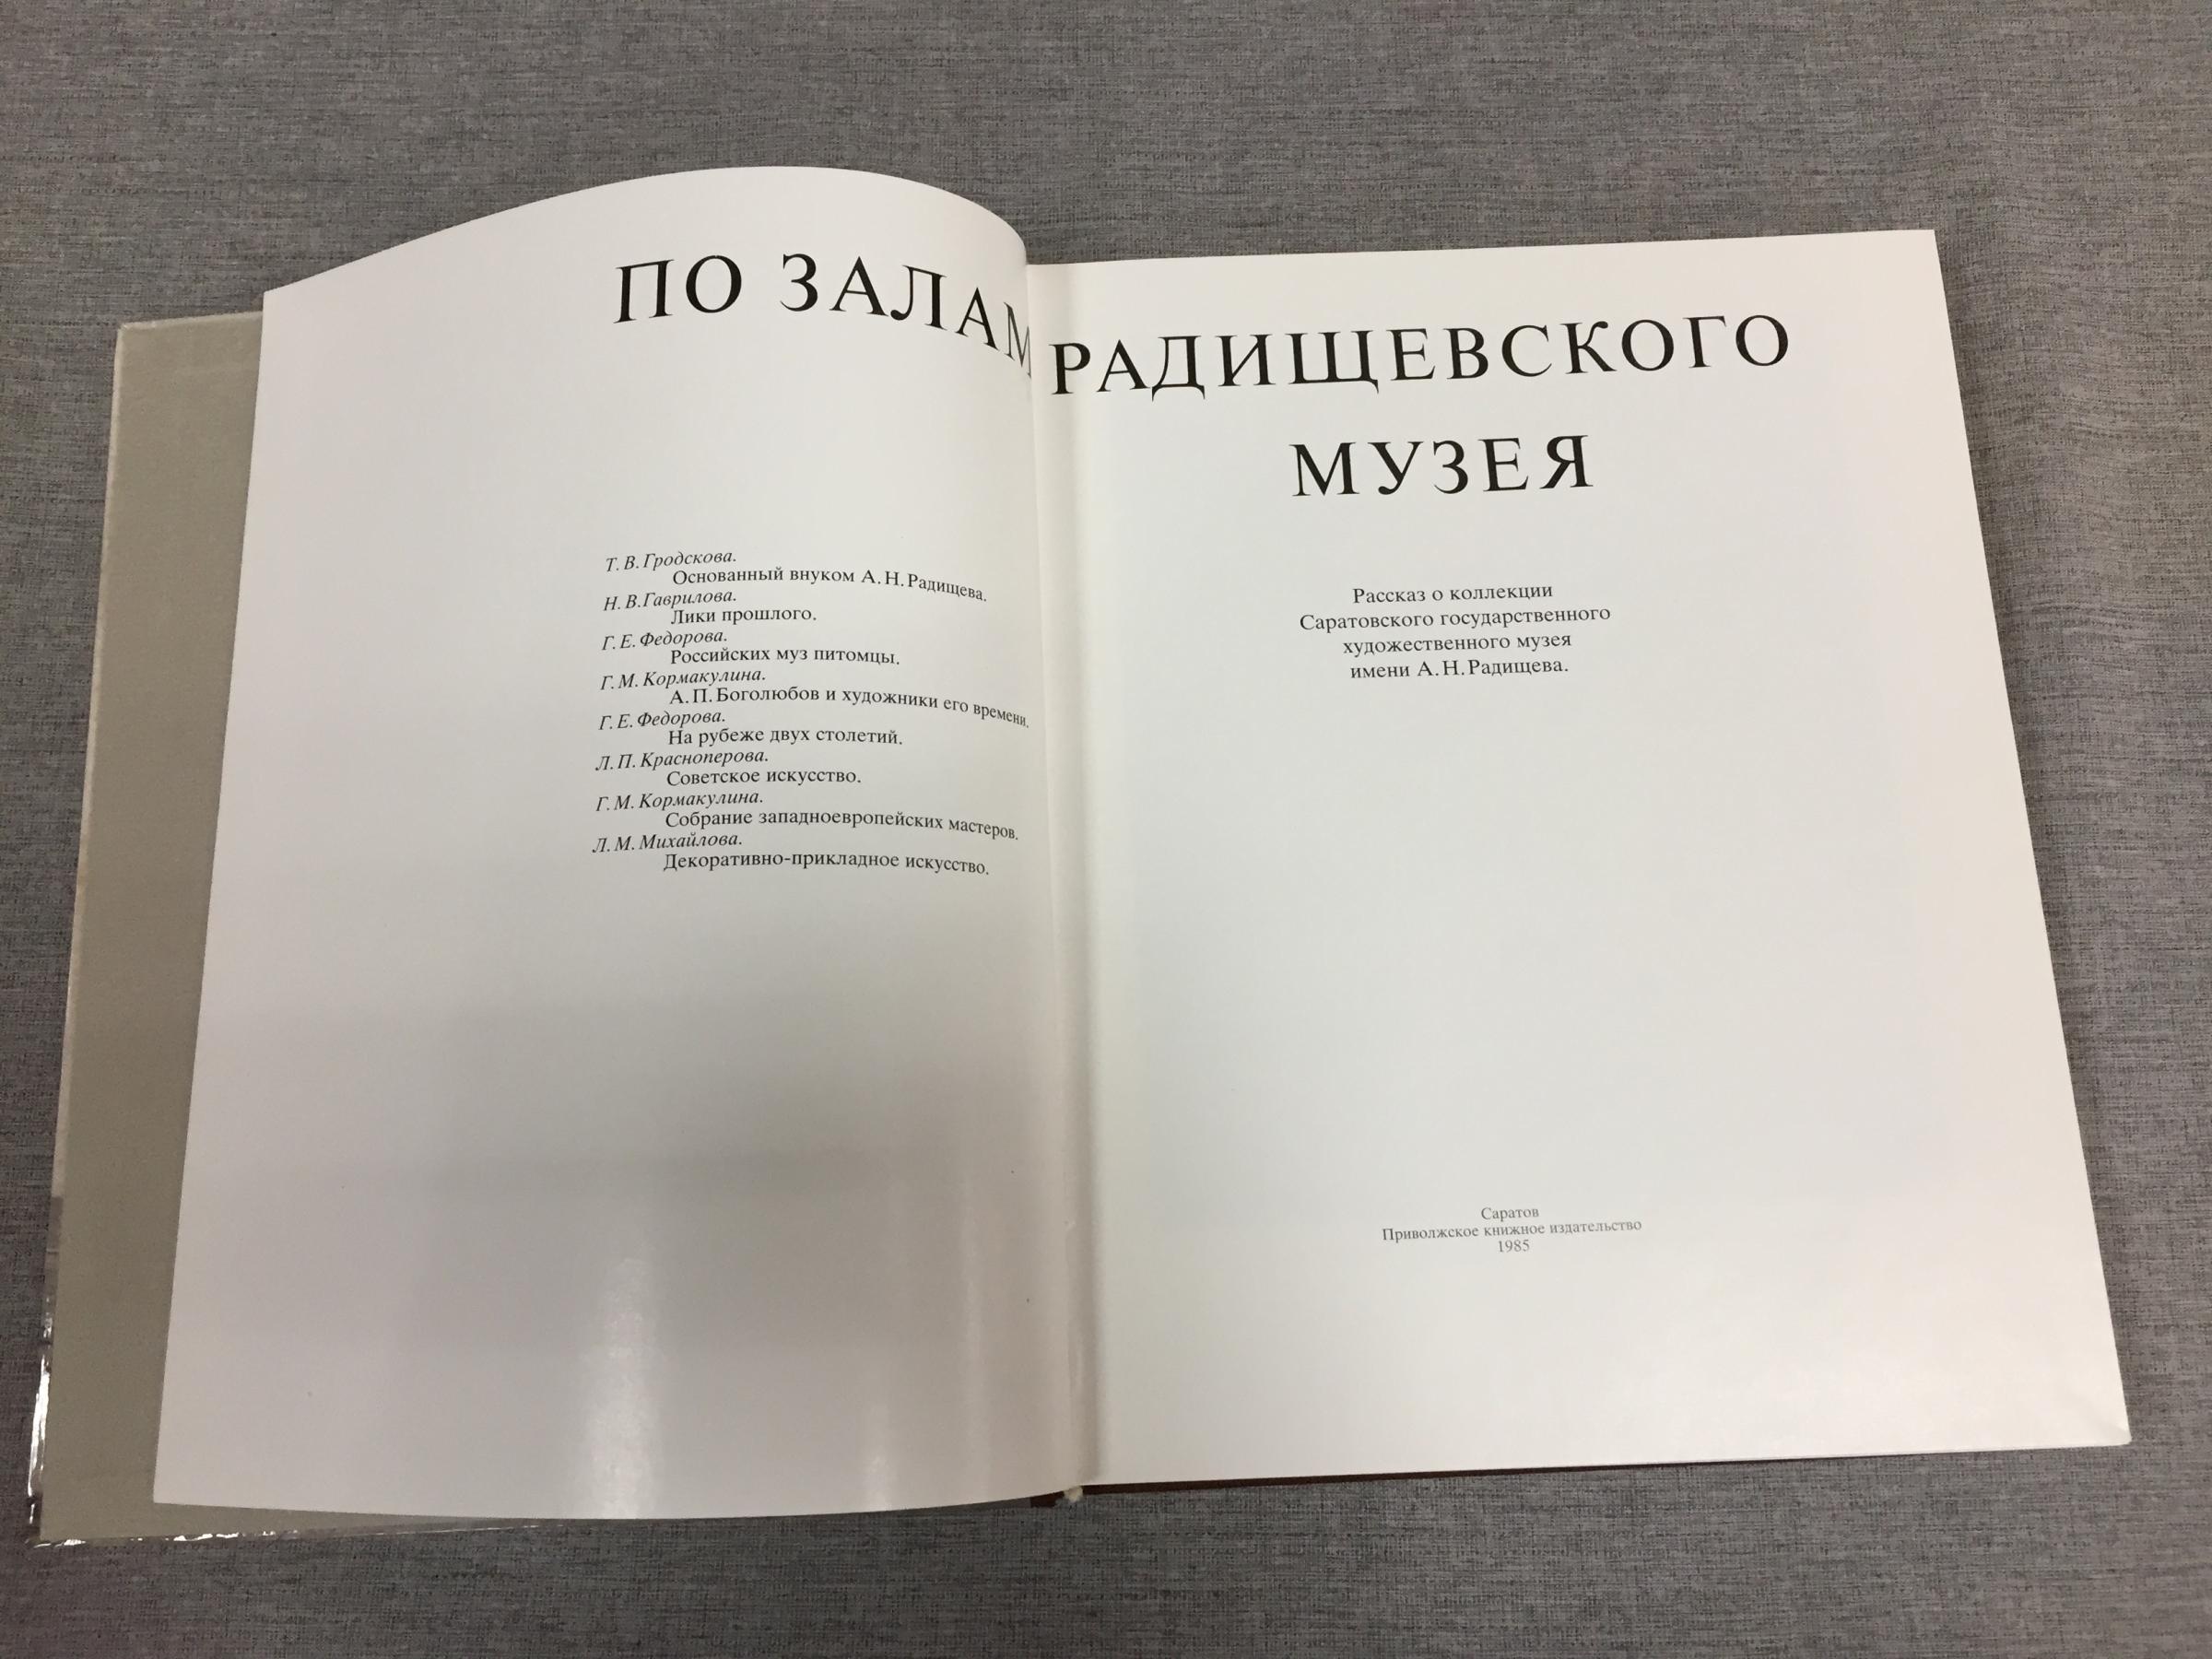 ПО ЗАЛАМ РАДИЩЕВСКОГО
МУЗЕЯ
Т. В. Гродскова.
Основанный внуком А. Н. Радищева.
Н. В. Гаврилова.
Лики прошлого.
Г. Е. Федорова.
Российских муз питомцы.
Г. М. Кормакулина.
А. П. Боголюбов и художники его времени.
Г. Е. Федорова.
На рубеже двух столетий.
Л. П. Красноперова.
Советское искусство.
Г. М. Кормакулина.
Собрание западноевропейских мастеров.
Л. М. Михайлова.
Декоративно-прикладное искусство.
Рассказ о коллекции
Саратовского государственного
художественного музея
имени А. Н. Радищева.
Саратов
Приволжское книжное издательство
1985